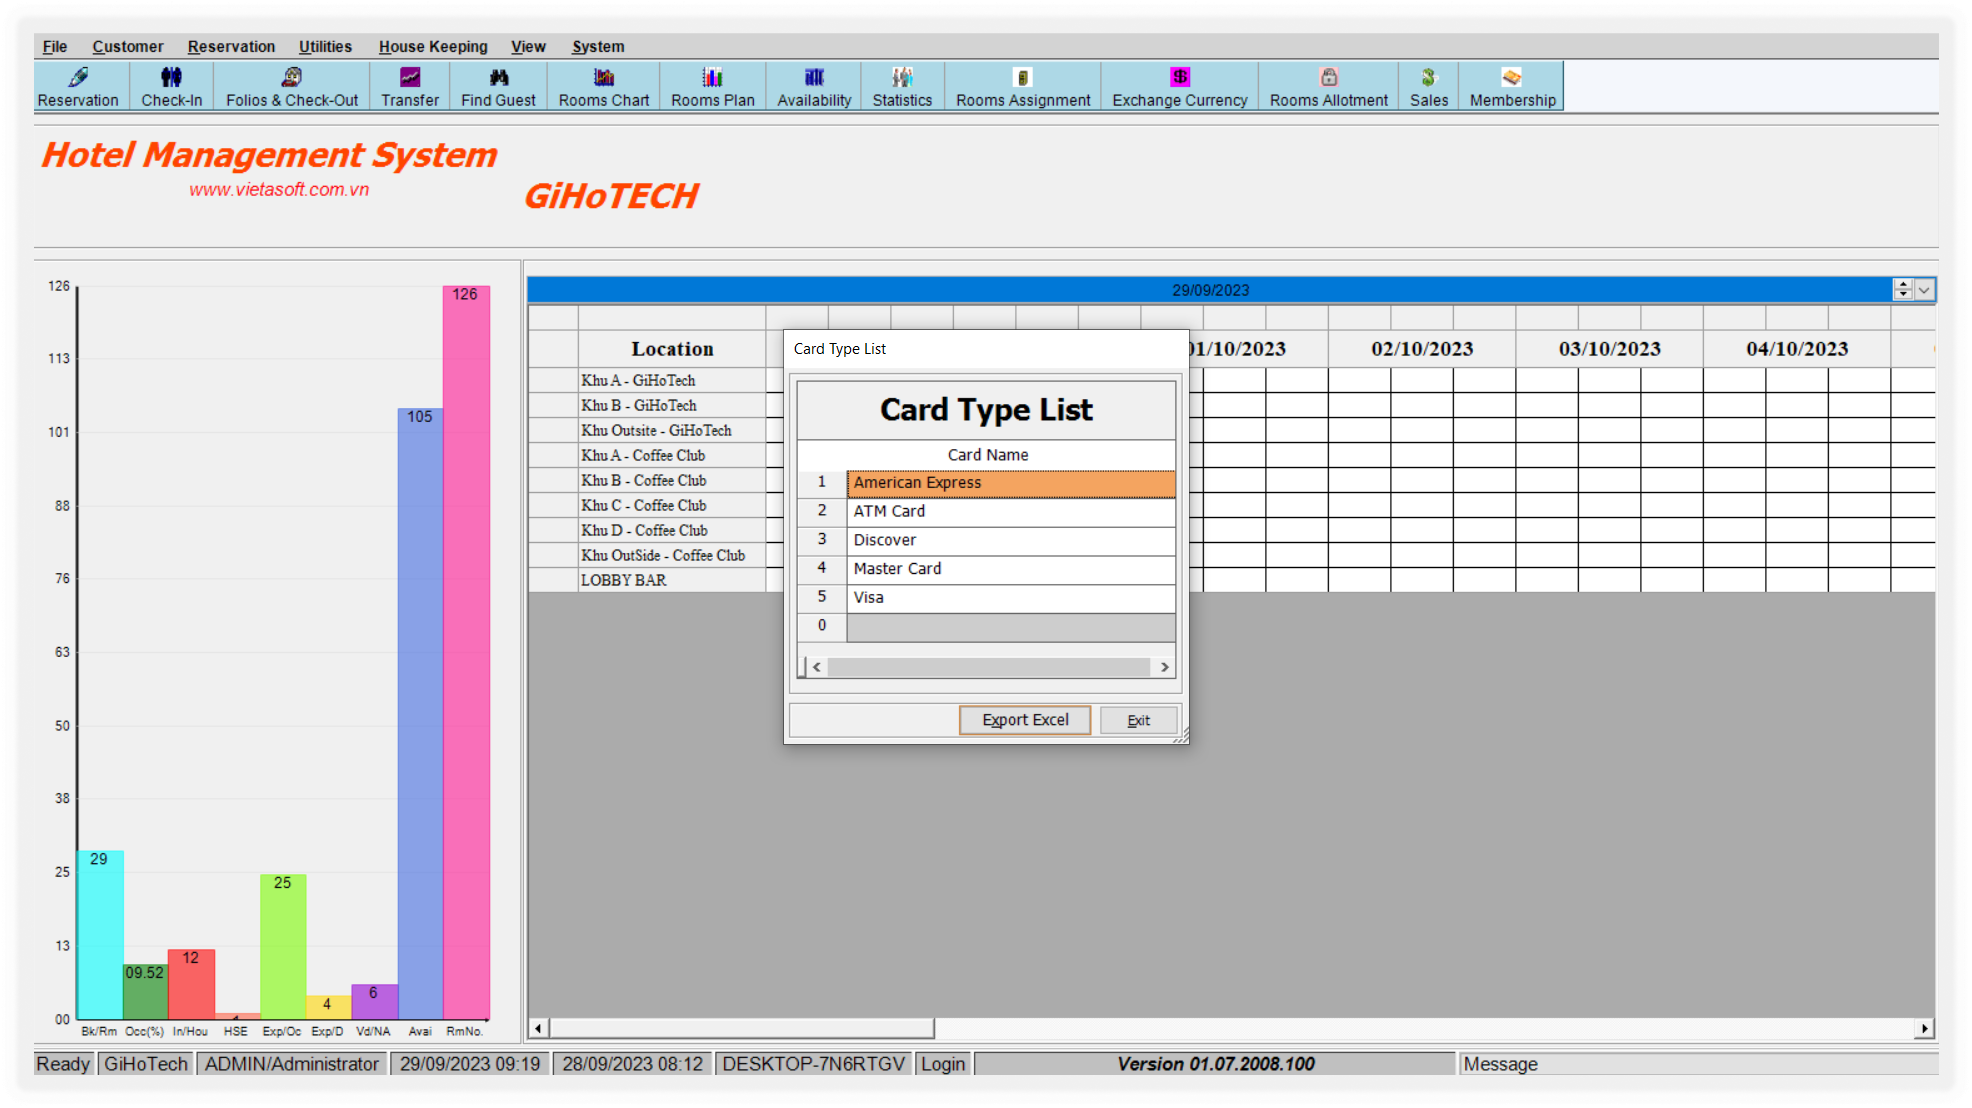 File Customer Reservation Utilities House Keeping View System
Reservation Check-In Folios & Check-Out Transfer Find Guest Rooms Chart Rooms Plan Availability Statistics Rooms Assignment Exchange Currency Rooms Allotment Sales Membership
Hotel Management System
www.vietasoft.com.vn
GiHoTECH
126
113
101
88
76
63
50
38
25
13
00
29
09.52
12
25
4
6
105
126
Bk/Rm Occ(%) In/Hou HSE Exp/Oc Exp/D Vd/NA Avai RmNo.
29/09/2023
Location 01/10/2023 02/10/2023 03/10/2023 04/10/2023
Khu A - GiHoTech
Khu B - GiHoTech
Khu Outsite - GiHoTech
Khu A - Coffee Club
Khu B - Coffee Club
Khu C - Coffee Club
Khu D - Coffee Club
Khu OutSide - Coffee Club
LOBBY BAR
Card Type List
Card Type List
Card Name
1 American Express
2 ATM Card
3 Discover
4 Master Card
5 Visa
0
Export Excel Exit
Ready GiHoTech ADMIN/Administrator 29/09/2023 09:19 28/09/2023 08:12 DESKTOP-7N6RTGV Login Version 01.07.2008.100 Message